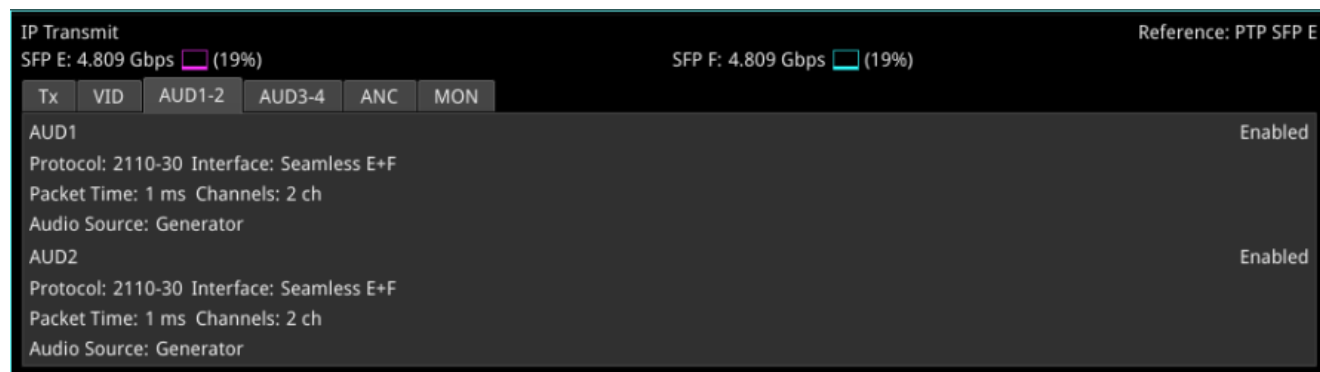 IP Transmit Reference: PTP SFP E
SFP E: 4.809 Gbps (19%) SFP F: 4.809 Gbps (19%)
Tx VID AUD1-2 AUD3-4 ANC MON
AUD1 Enabled
Protocol: 2110-30 Interface: Seamless E+F
Packet Time: 1 ms Channels: 2 ch
Audio Source: Generator
AUD2 Enabled
Protocol: 2110-30 Interface: Seamless E+F
Packet Time: 1 ms Channels: 2 ch
Audio Source: Generator